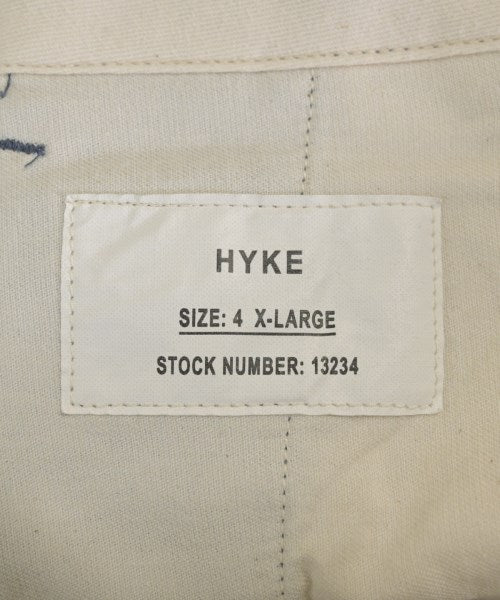 HYKE
SIZE: 4 X-LARGE
STOCK NUMBER: 13234